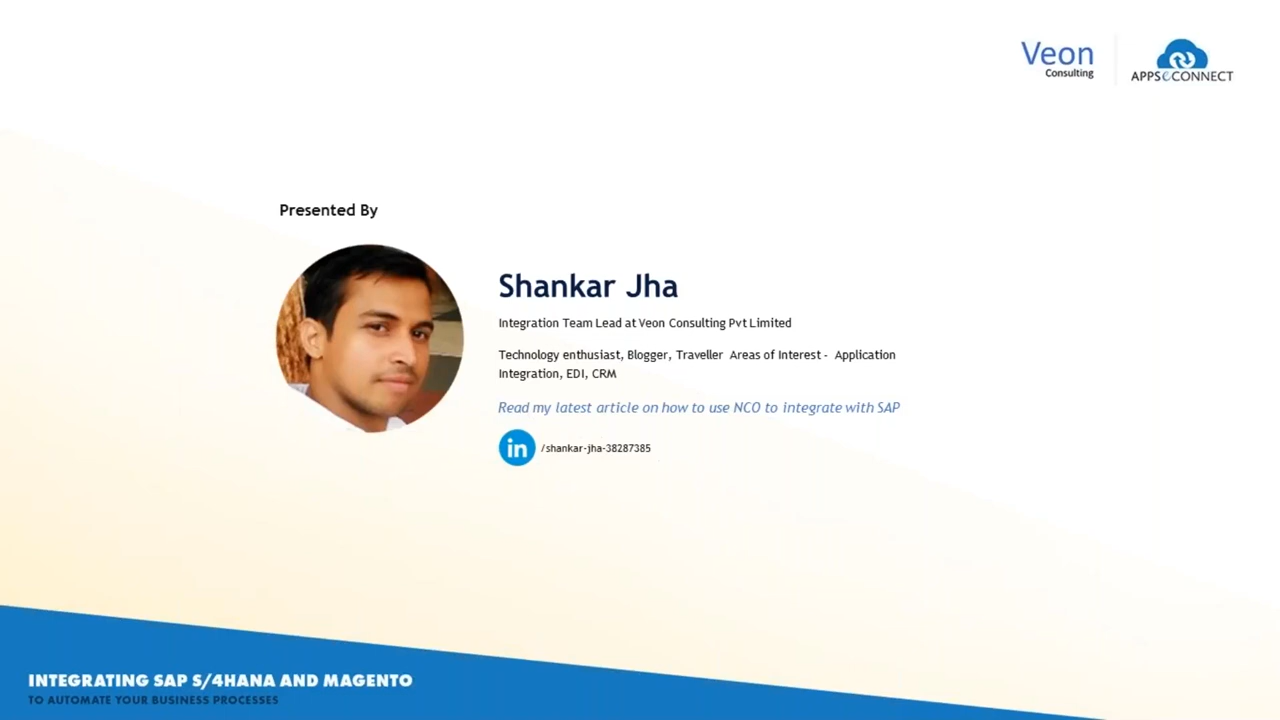 Veon
Consulting
APPSeCONNECT
Presented By
Shankar Jha
Integration Team Lead at Veon Consulting Pvt Limited
Technology enthusiast, Blogger, Traveller Areas of Interest - Application
Integration, EDI, CRM
Read my latest article on how to use NCO to integrate with SAP
in /shankar-jha-38287385
INTEGRATING SAP S/4HANA AND MAGENTO
TO AUTOMATE YOUR BUSINESS PROCESSES